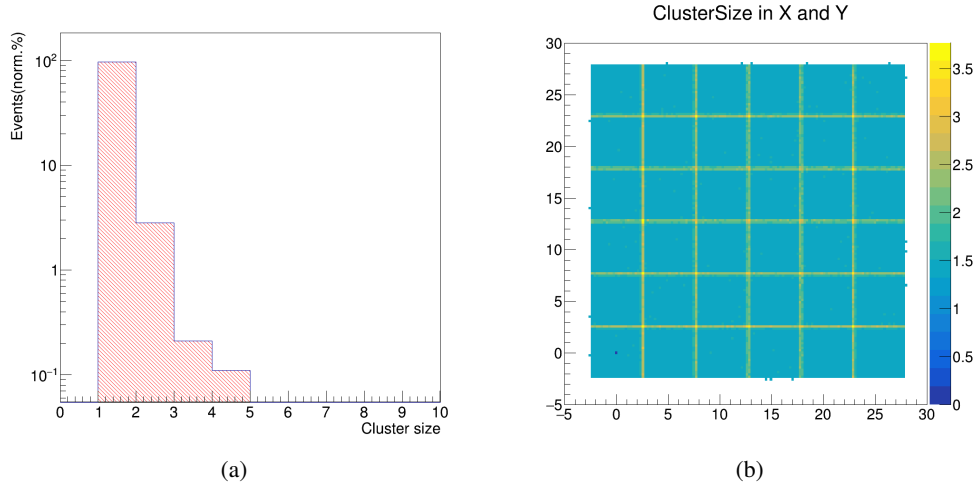 ClusterSize in X and Y
Events(norm.%)
10²
10
1
10⁻¹
0 1 2 3 4 5 6 7 8 9 10
Cluster size
(a)
30
25
20
15
10
5
0
−5
−5 0 5 10 15 20 25 30
3.5
3
2.5
2
1.5
1
0.5
0
(b)